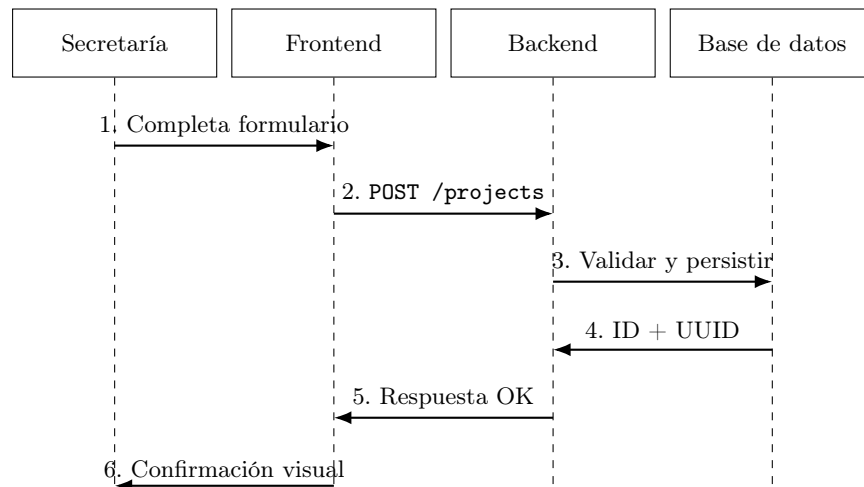 Secretaría
Frontend
Backend
Base de datos
1. Completa formulario
2. POST /projects
3. Validar y persistir
4. ID + UUID
5. Respuesta OK
6. Confirmación visual